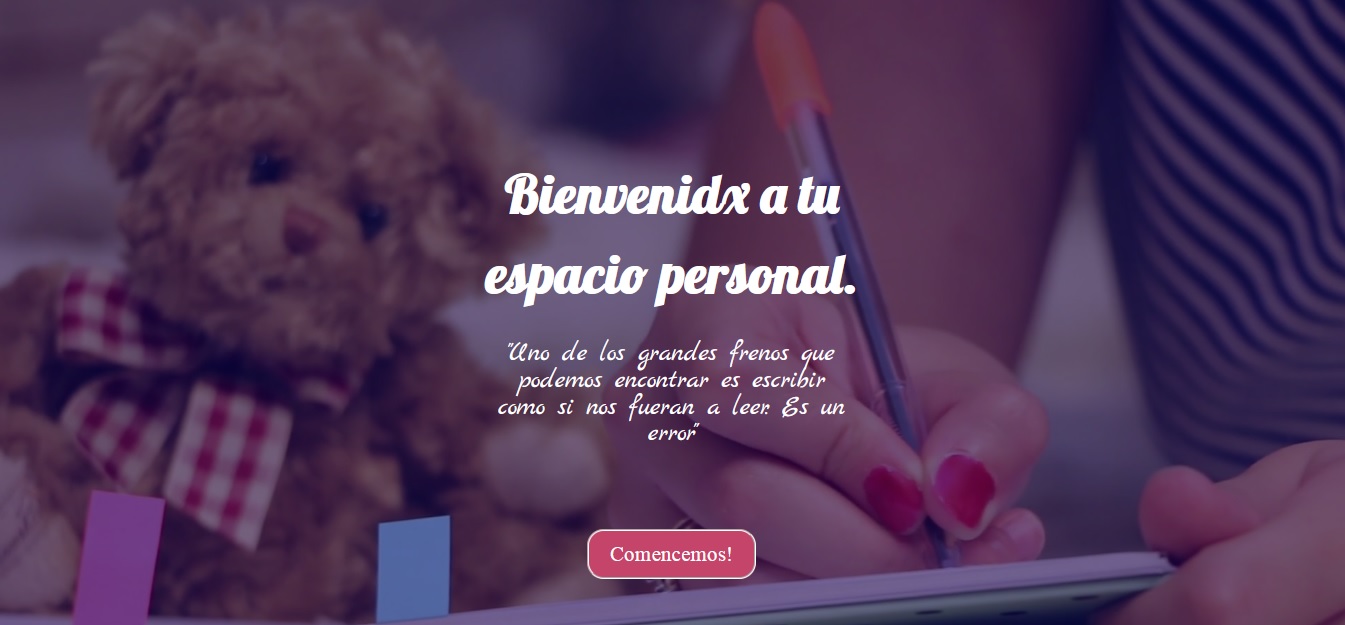 Bienvenidx a tu
espacio personal.
"Uno de los grandes frenos que
podemos encontrar es escribir
como si nos fueran a leer. Es un
error"
Comencemos!